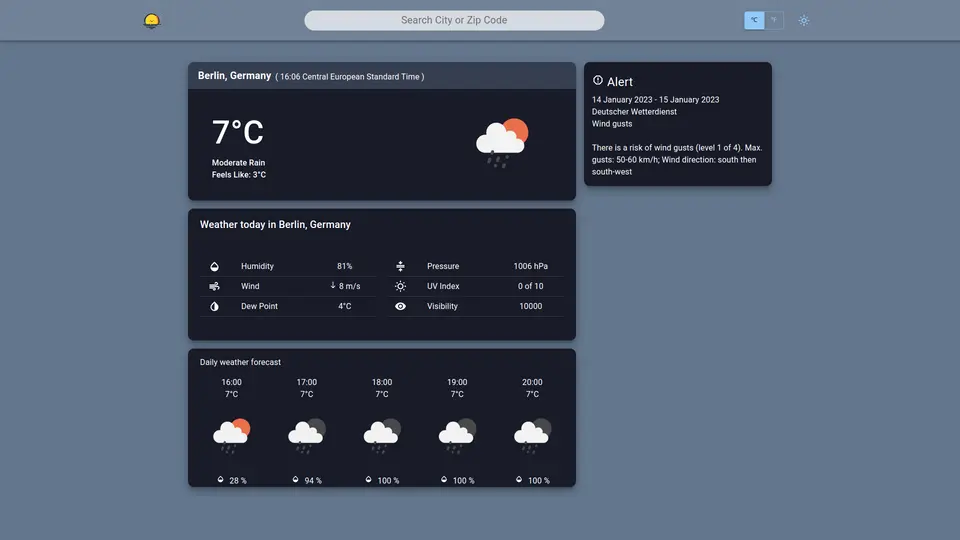 Search City or Zip Code
°C °F
Berlin, Germany ( 16:06 Central European Standard Time )
7°C
Moderate Rain
Feels Like: 3°C
Alert
14 January 2023 - 15 January 2023
Deutscher Wetterdienst
Wind gusts
There is a risk of wind gusts (level 1 of 4). Max.
gusts: 50-60 km/h; Wind direction: south then
south-west
Weather today in Berlin, Germany
Humidity 81%
Wind ↓ 8 m/s
Dew Point 4°C
Pressure 1006 hPa
UV Index 0 of 10
Visibility 10000
Daily weather forecast
16:00 17:00 18:00 19:00 20:00
7°C 7°C 7°C 7°C 7°C
28 % 94 % 100 % 100 % 100 %